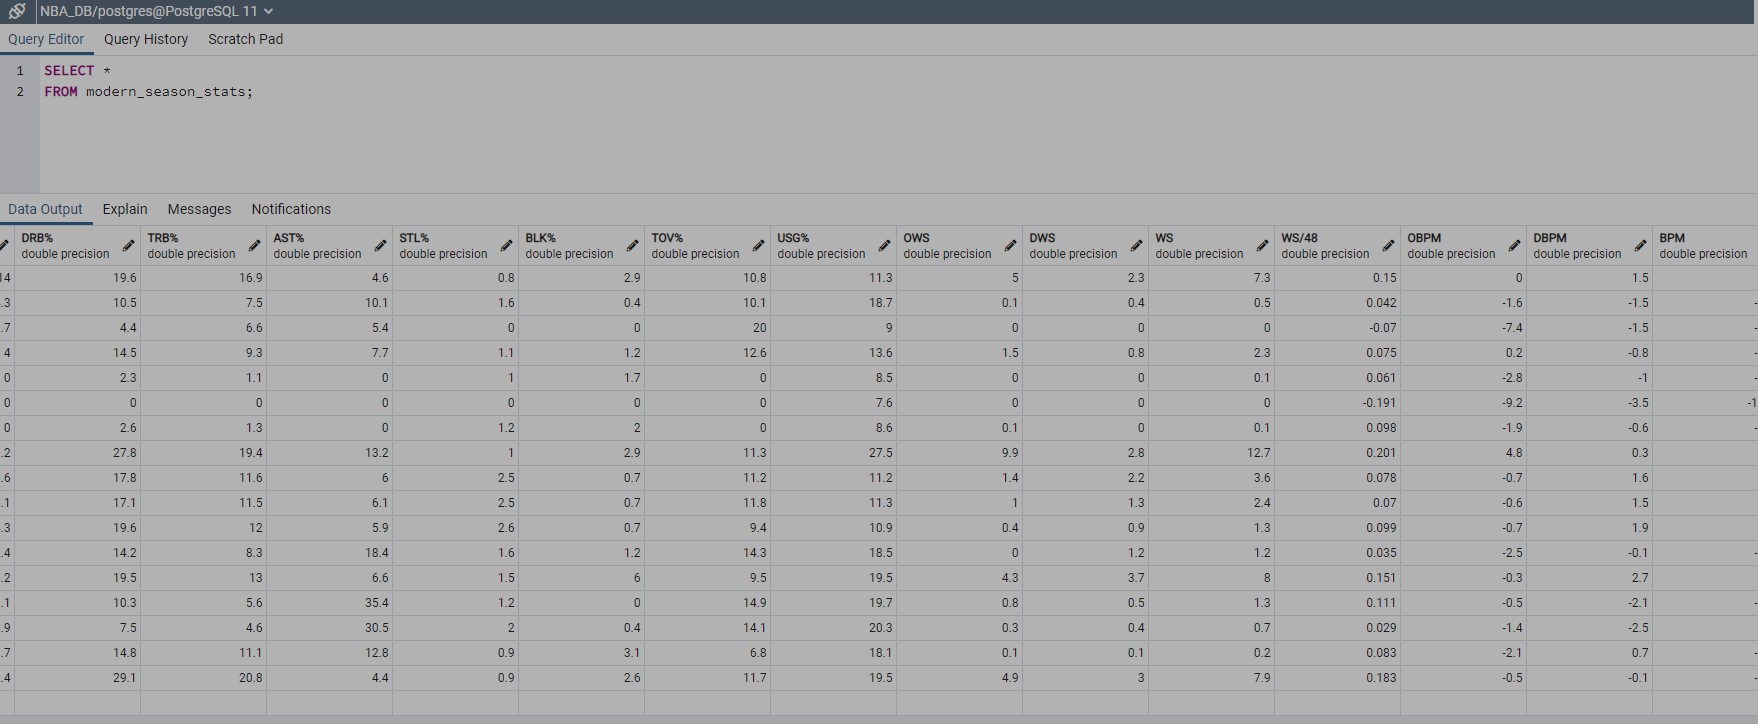 NBA_DB/postgres@PostgreSQL 11
Query Editor Query History Scratch Pad
1 SELECT *
2 FROM modern_season_stats;
Data Output Explain Messages Notifications
DRB% TRB% AST% STL% BLK% TOV% USG% OWS DWS WS WS/48 OBPM DBPM BPM
double precision double precision double precision double precision double precision double precision double precision double precision double precision double precision double precision double precision double precision double precision
14 19.6 16.9 4.6 0.8 2.9 10.8 11.3 5 2.3 7.3 0.15 0 1.5
.3 10.5 7.5 10.1 1.6 0.4 10.1 18.7 0.1 0.4 0.5 0.042 -1.6 -1.5 -
.7 4.4 6.6 5.4 0 0 20 9 0 0 0 -0.07 -7.4 -1.5 -
4 14.5 9.3 7.7 1.1 1.2 12.6 13.6 1.5 0.8 2.3 0.075 0.2 -0.8 -
0 2.3 1.1 0 1 1.7 0 8.5 0 0 0.1 0.061 -2.8 -1 -
0 0 0 0 0 0 0 7.6 0 0 0 -0.191 -9.2 -3.5 -1
0 2.6 1.3 0 1.2 2 0 8.6 0.1 0 0.1 0.098 -1.9 -0.6 -
.2 27.8 19.4 13.2 1 2.9 11.3 27.5 9.9 2.8 12.7 0.201 4.8 0.3
.6 17.8 11.6 6 2.5 0.7 11.2 11.2 1.4 2.2 3.6 0.078 -0.7 1.6
.1 17.1 11.5 6.1 2.5 0.7 11.8 11.3 1 1.3 2.4 0.07 -0.6 1.5
.3 19.6 12 5.9 2.6 0.7 9.4 10.9 0.4 0.9 1.3 0.099 -0.7 1.9
.4 14.2 8.3 18.4 1.6 1.2 14.3 18.5 0 1.2 1.2 0.035 -2.5 -0.1 -
.2 19.5 13 6.6 1.5 6 9.5 19.5 4.3 3.7 8 0.151 -0.3 2.7
.1 10.3 5.6 35.4 1.2 0 14.9 19.7 0.8 0.5 1.3 0.111 -0.5 -2.1 -
.9 7.5 4.6 30.5 2 0.4 14.1 20.3 0.3 0.4 0.7 0.029 -1.4 -2.5 -
.7 14.8 11.1 12.8 0.9 3.1 6.8 18.1 0.1 0.1 0.2 0.083 -2.1 0.7 -
.4 29.1 20.8 4.4 0.9 2.6 11.7 19.5 4.9 3 7.9 0.183 -0.5 -0.1 -